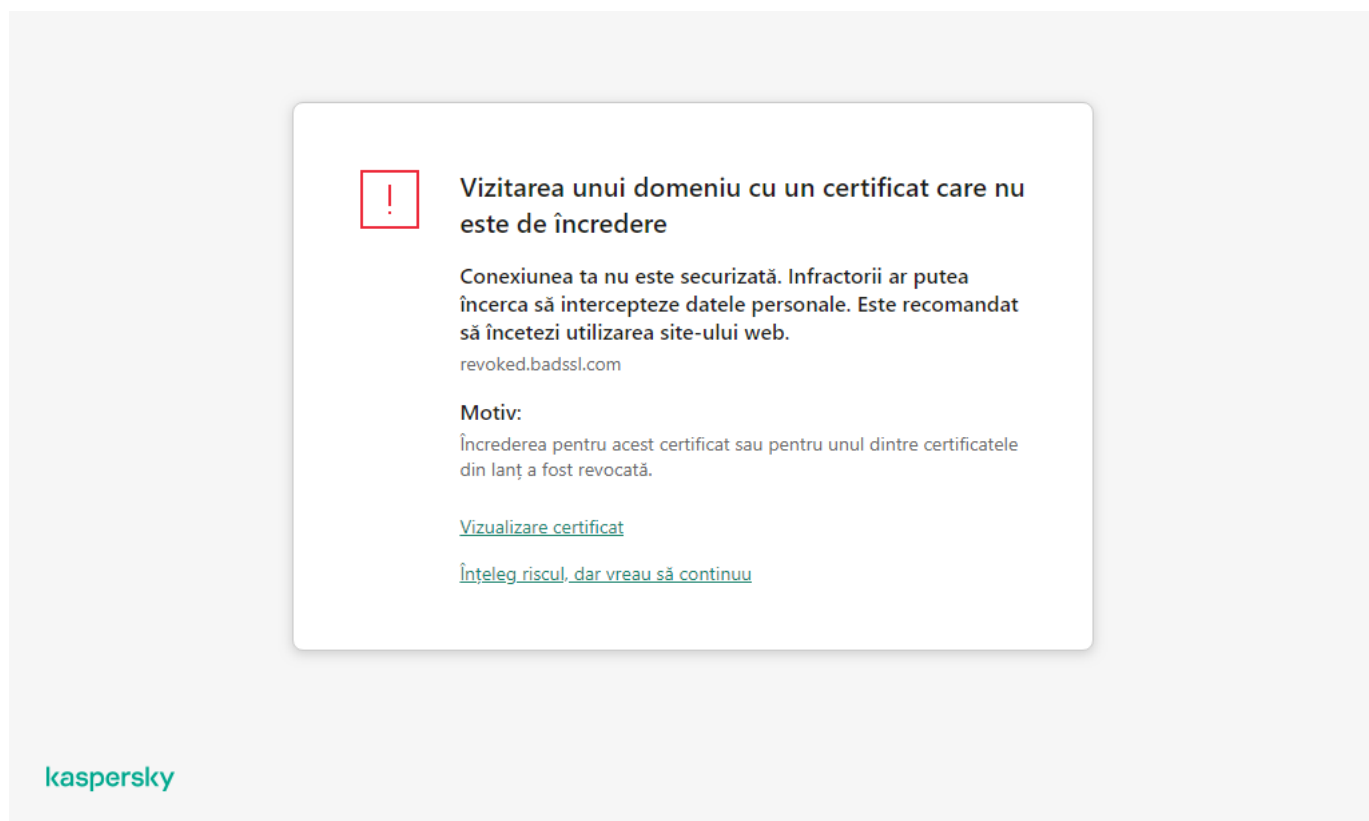 !
Vizitarea unui domeniu cu un certificat care nu
este de încredere
Conexiunea ta nu este securizată. Infractorii ar putea
încerca să intercepteze datele personale. Este recomandat
să încetezi utilizarea site-ului web.
revoked.badssl.com
Motiv:
Încrederea pentru acest certificat sau pentru unul dintre certificatele
din lanț a fost revocată.
Vizualizare certificat
Înțeleg riscul, dar vreau să continuu
kaspersky